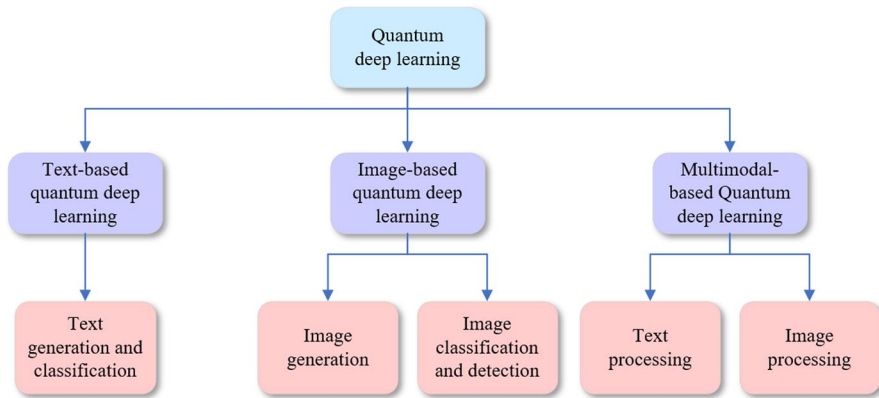 Quantum
deep learning
Text-based
quantum deep
learning
Image-based
quantum deep
learning
Multimodal-
based Quantum
deep learning
Text
generation and
classification
Image
generation
Image
classification
and detection
Text
processing
Image
processing